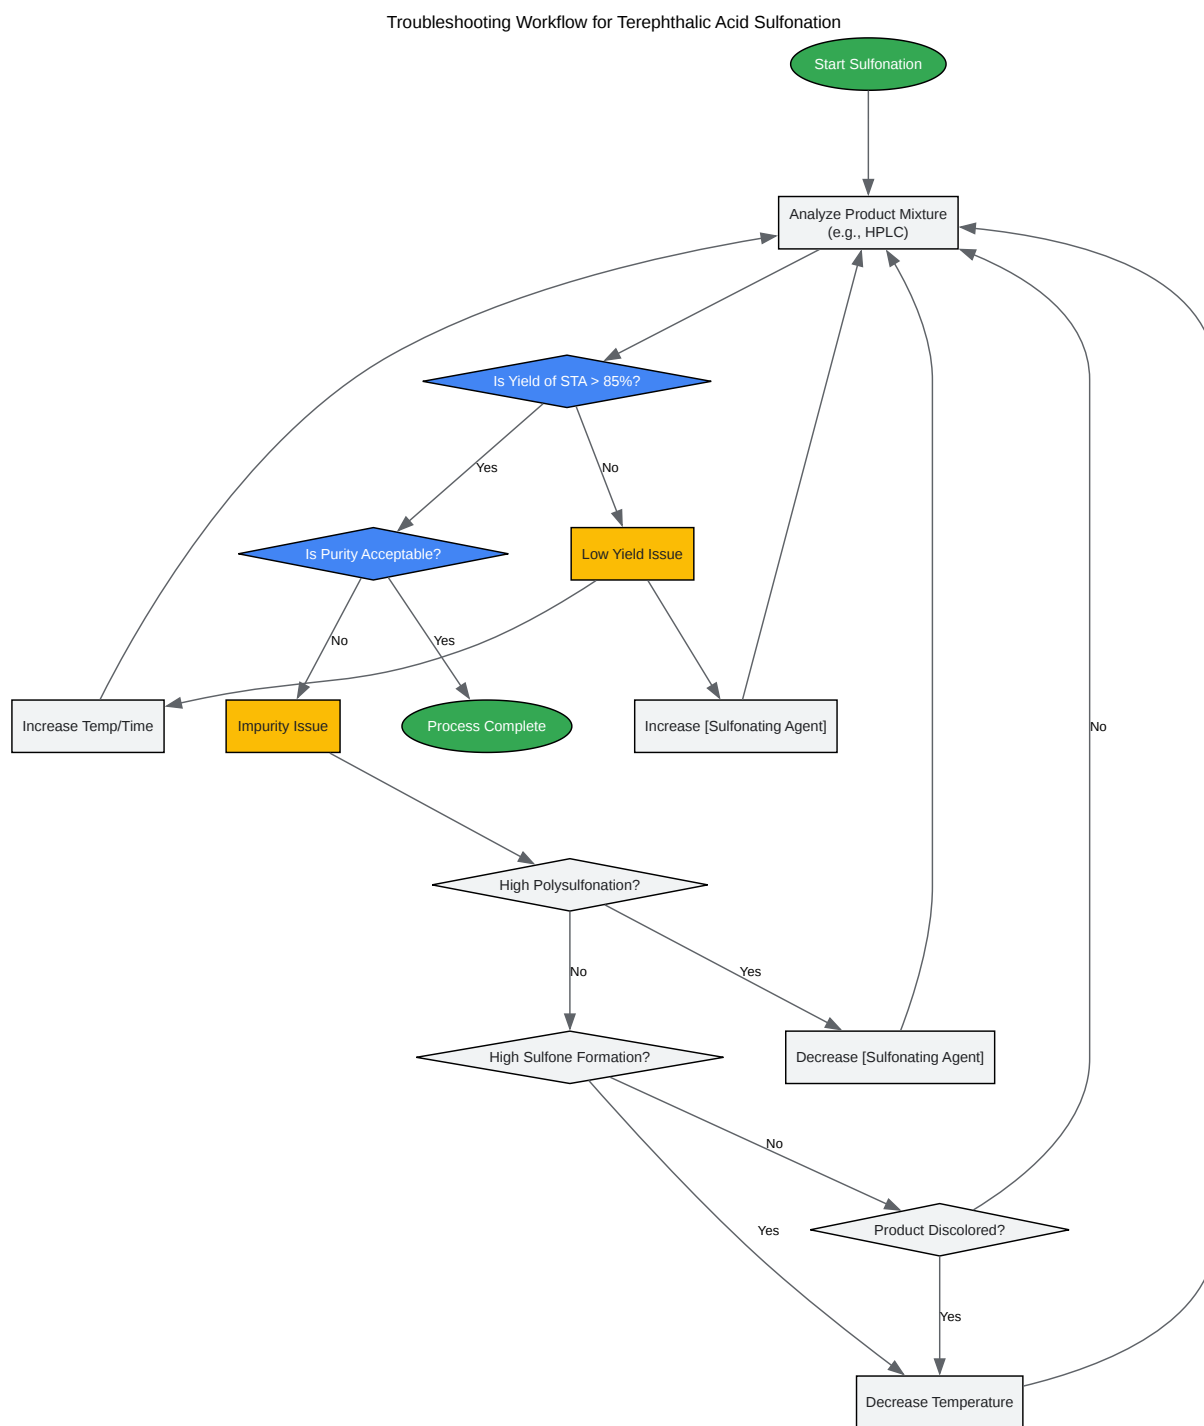 Troubleshooting Workflow for Terephthalic Acid Sulfonation
Start Sulfonation
Analyze Product Mixture
(e.g., HPLC)
Is Yield of STA > 85%?
Yes
No
Is Purity Acceptable?
Low Yield Issue
No
Yes
Increase Temp/Time
Impurity Issue
Process Complete
Increase [Sulfonating Agent]
No
High Polysulfonation?
No
Yes
High Sulfone Formation?
Decrease [Sulfonating Agent]
No
Yes
Product Discolored?
Yes
Decrease Temperature